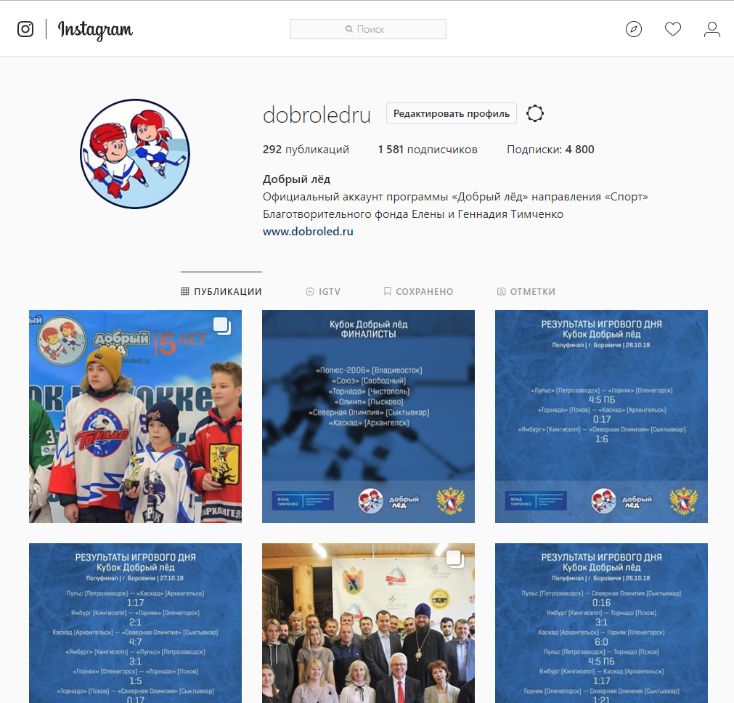 Instagram
Поиск
dobroledru
Редактировать профиль
292 публикаций
1 581 подписчиков
Подписки: 4 800
Добрый лёд
Официальный аккаунт программы «Добрый лёд» направления «Спорт»
Благотворительного фонда Елены и Геннадия Тимченко
www.dobroled.ru
ПУБЛИКАЦИИ
IGTV
СОХРАНЕНО
ОТМЕТКИ
добрый
лёд
5 ЛЕТ
ТОРНАДО
Кубок Добрый лёд
ФИНАЛИСТЫ
«Полюс-2006» (Владивосток)
«Союз» (Свободный)
«Торнадо» (Чистополь)
«Олимп» (Лысково)
«Северная Олимпия» (Сыктывкар)
«Каскад» (Архангелск)
ФОНД
ТИМЧЕНКО
добрый
лёд
РЕЗУЛЬТАТЫ ИГРОВОГО ДНЯ
Кубок Добрый лёд
Полуфинал | г. Боровичи | 28.10.18
«Пульс» (Петрозаводск) — «Горняк» (Оленегорск)
4:5 ПБ
«Торнадо» (Псков) — «Каскад» (Архангельск)
0:17
«Ямбург» (Кингисепп) — «Северная Олимпия» (Сыктывкар)
1:6
ФОНД
ТИМЧЕНКО
добрый
лёд
РЕЗУЛЬТАТЫ ИГРОВОГО ДНЯ
Кубок Добрый лёд
Полуфинал | г. Боровичи | 27.10.18
Пульс (Петрозаводск) — «Каскад» (Архангельск)
1:17
Ямбург (Кингисепп) — «Горняк» (Оленегорск)
2:1
Каскад (Архангельск) — «Северная Олимпия» (Сыктывкар)
4:7
«Ямбург» (Кингисепп) — «Пульс» (Петрозаводск)
3:1
«Горняк» (Оленегорск) — «Торнадо» (Псков)
1:5
«Торнадо» (Псков) — «Северная Олимпия» (Сыктывкар)
0:17
РЕЗУЛЬТАТЫ ИГРОВОГО ДНЯ
Кубок Добрый лёд
Полуфинал | г. Боровичи | 26.10.18
Пульс (Петрозаводск) — Северная Олимпия (Сыктывкар)
0:16
Ямбург (Кингисепп) — Торнадо (Псков)
3:1
Каскад (Архангельск) — Горняк (Оленегорск)
6:0
Пульс (Петрозаводск) — Торнадо (Псков)
4:5 ПБ
Ямбург (Кингисепп) — Каскад (Архангельск)
1:17
Горняк (Оленегорск) — Северная Олимпия (Сыктывкар)
1:21